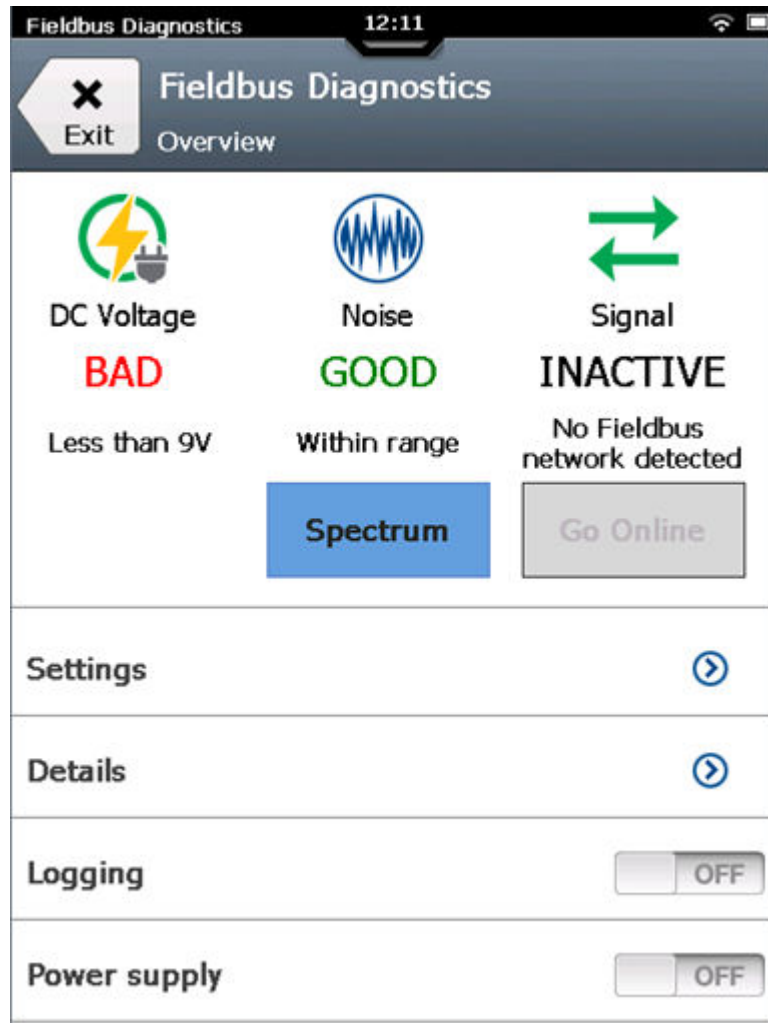 Fieldbus Diagnostics 12:11
Fieldbus Diagnostics
Exit
Overview
DC Voltage Noise Signal
BAD GOOD INACTIVE
Less than 9V Within range No Fieldbus
network detected
Spectrum Go Online
Settings
Details
Logging OFF
Power supply OFF